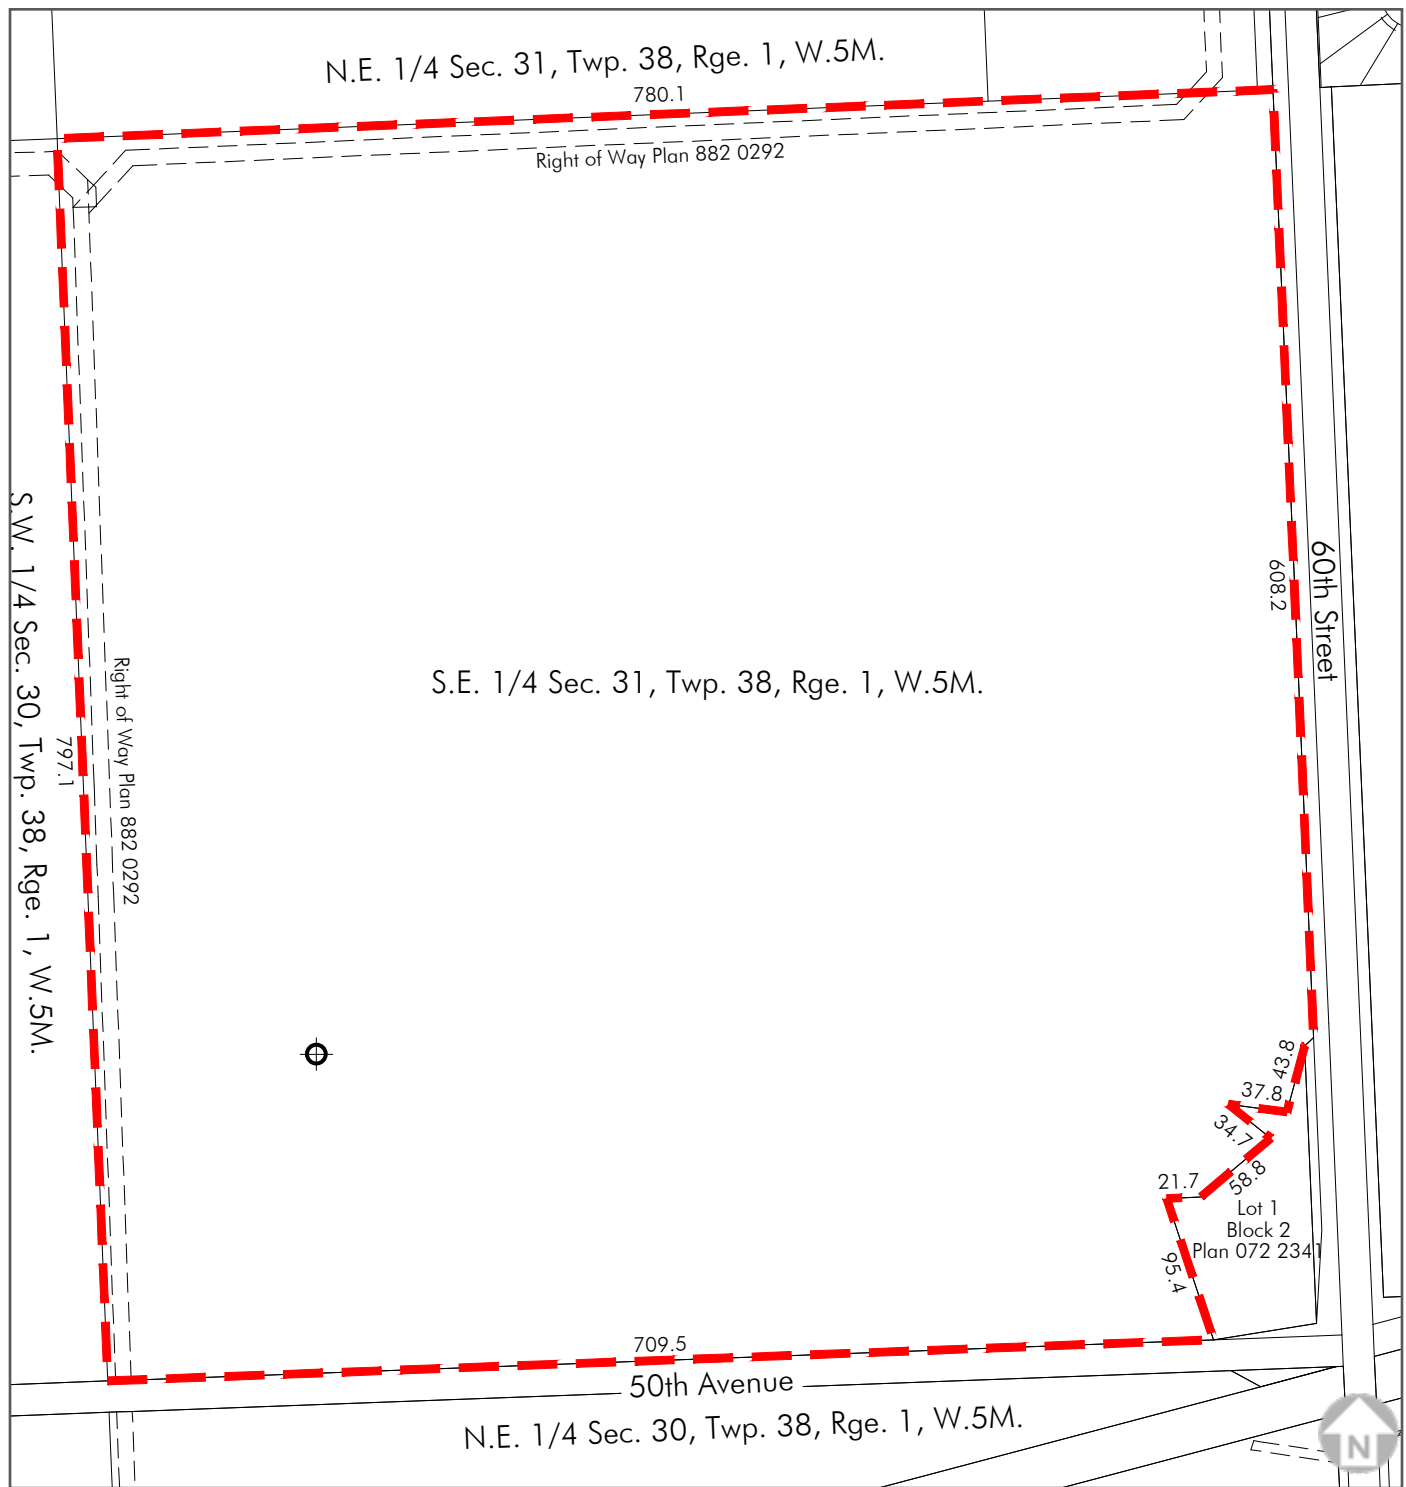 N.E. 1/4 Sec. 31, Twp. 38, Rge. 1, W.5M.
780.1
Right of Way Plan 882 0292
S.W. 1/4 Sec. 30, Twp. 38, Rge. 1, W.5M.
797.1
Right of Way Plan 882 0292
S.E. 1/4 Sec. 31, Twp. 38, Rge. 1, W.5M.
608.2
60th Street
43.8
37.8
34.7
58.8
21.7
Lot 1
Block 2
Plan 072 2341
95.4
709.5
50th Avenue
N.E. 1/4 Sec. 30, Twp. 38, Rge. 1, W.5M.
N